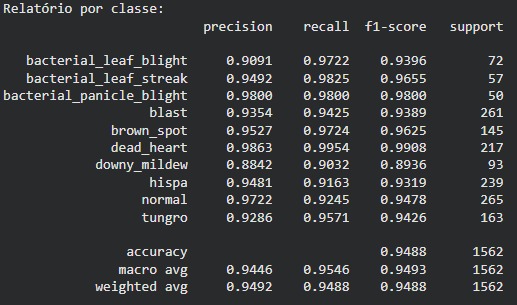 Relatório por classe:
precision recall f1-score support
bacterial_leaf_blight 0.9091 0.9722 0.9396 72
bacterial_leaf_streak 0.9492 0.9825 0.9655 57
bacterial_panicle_blight 0.9800 0.9800 0.9800 50
blast 0.9354 0.9425 0.9389 261
brown_spot 0.9527 0.9724 0.9625 145
dead_heart 0.9863 0.9954 0.9908 217
downy_mildew 0.8842 0.9032 0.8936 93
hispa 0.9481 0.9163 0.9319 239
normal 0.9722 0.9245 0.9478 265
tungro 0.9286 0.9571 0.9426 163
accuracy 0.9488 1562
macro avg 0.9446 0.9546 0.9493 1562
weighted avg 0.9492 0.9488 0.9488 1562